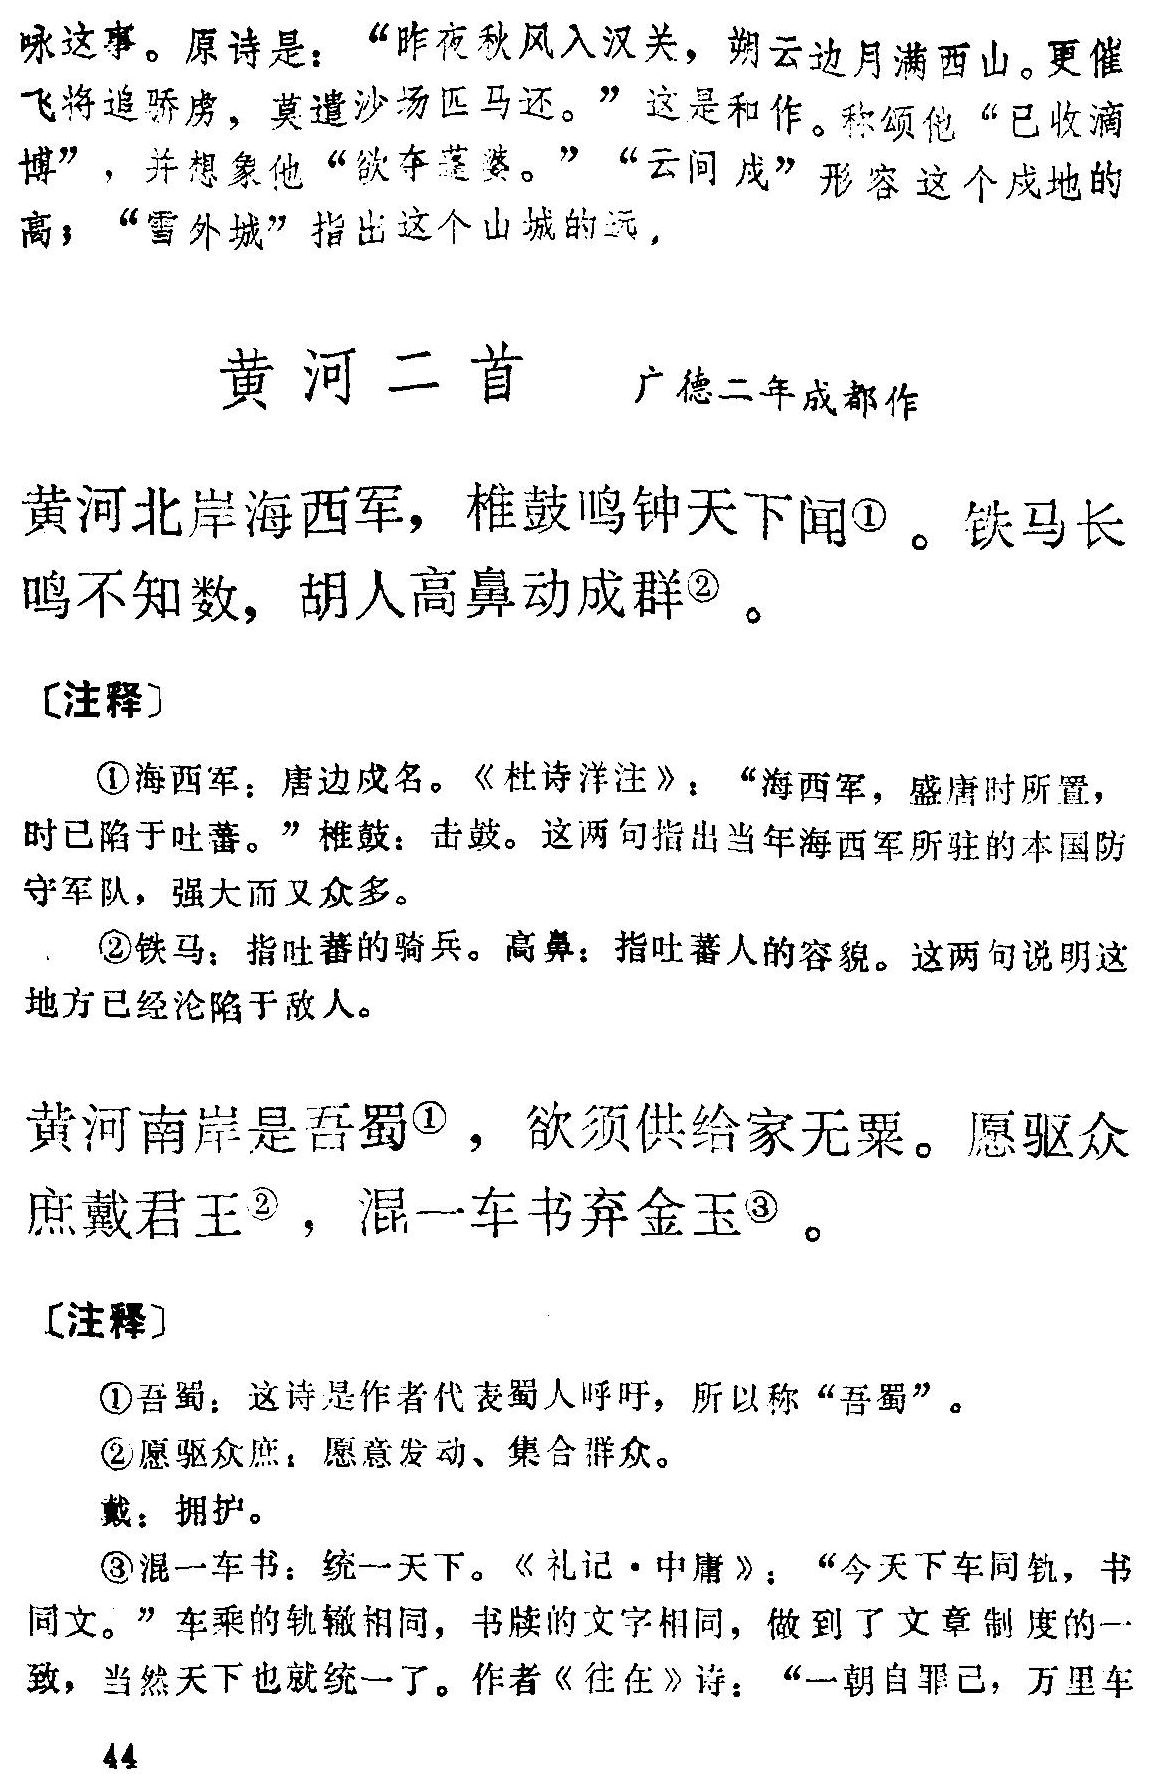 咏这事。原诗是：“昨夜秋风入汉关，朔云边月满西山。更催
飞将追骄虏，莫遣沙场匹马还。”这是和作。称颂他“已收滴
博”，并想象他“欲夺蓬婆。”“云间戍”形容这个戍地的
高；“雪外城”指出这个山城的远，
黄河二首 广德二年成都作
黄河北岸海西军，椎鼓鸣钟天下闻①。铁马长
鸣不知数，胡人高鼻动成群②。
〔注释〕
①海西军：唐边戍名。《杜诗洋注》：“海西军，盛唐时所置，
时已陷于吐蕃。”椎鼓：击鼓。这两句指出当年海西军所驻的本国防
守军队，强大而又众多。
②铁马：指吐蕃的骑兵。高鼻：指吐蕃人的容貌。这两句说明这
地方已经沦陷于敌人。
黄河南岸是吾蜀①，欲须供给家无粟。愿驱众
庶戴君王②，混一车书弃金玉③。
〔注释〕
①吾蜀：这诗是作者代表蜀人呼吁，所以称“吾蜀”。
②愿驱众庶：愿意发动、集合群众。
戴：拥护。
③混一车书：统一天下。《礼记·中庸》：“今天下车同轨，书
同文。”车乘的轨辙相同，书牍的文字相同，做到了文章制度的一
致，当然天下也就统一了。作者《往在》诗：“一朝自罪己，万里车
44